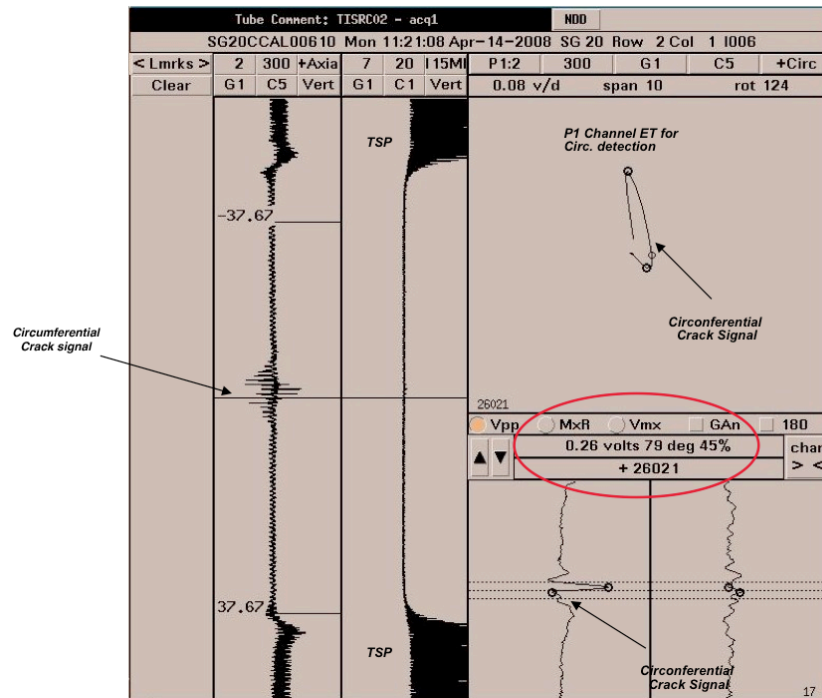 Tube Comment: TISRC02 - acq1 NDD
SG20CCAL00610 Mon 11:21:08 Apr-14-2008 SG 20 Row 2 Col 1 I006
< Lmrks > 2 300 +Axia 7 20 I15MI P1:2 300 G1 C5 +Circ
Clear G1 C5 Vert G1 C1 Vert 0.08 v/d span 10 rot 124
TSP
P1 Channel ET for
Circ. detection
-37.67
Circonferential
Crack Signal
Circumferential
Crack signal
26021
Vpp MxR Vmx GAn 180
0.26 volts 79 deg 45%
+ 26021
char
> <
37.67
TSP
Circonferential
Crack Signal
17